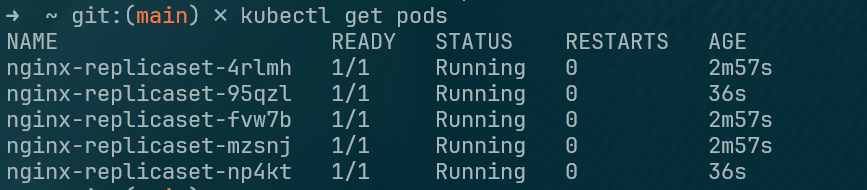 ➜  ~ git:(main) ✕ kubectl get pods
NAME                     READY   STATUS    RESTARTS   AGE
nginx-replicaset-4rlmh   1/1     Running   0          2m57s
nginx-replicaset-95qzl   1/1     Running   0          36s
nginx-replicaset-fvw7b   1/1     Running   0          2m57s
nginx-replicaset-mzsnj   1/1     Running   0          2m57s
nginx-replicaset-np4kt   1/1     Running   0          36s